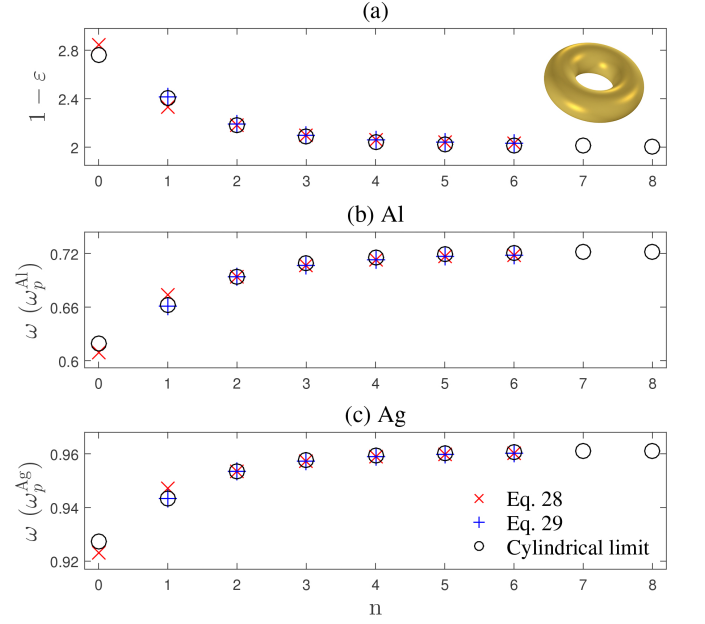 (a)
1 − ε
2.8
2.4
2
0 1 2 3 4 5 6 7 8
(b) Al
ω (ω_p^Al)
0.72
0.66
0.6
0 1 2 3 4 5 6 7 8
(c) Ag
ω (ω_p^Ag)
0.96
0.94
0.92
Eq. 28
Eq. 29
Cylindrical limit
0 1 2 3 4 5 6 7 8
n